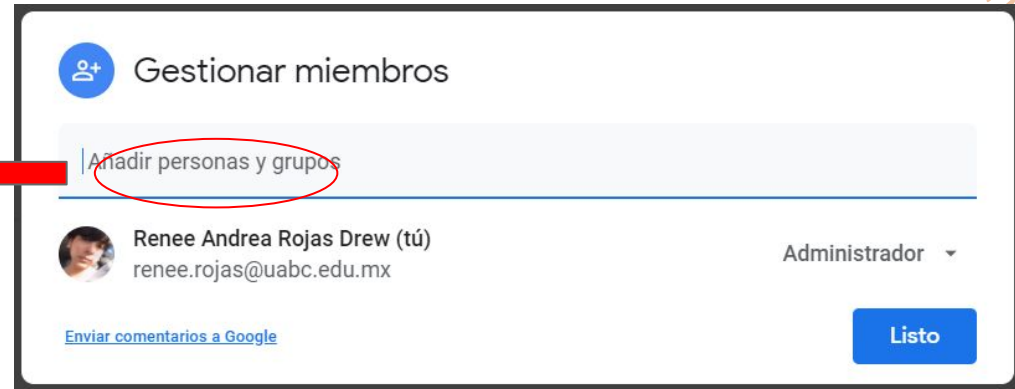 Gestionar miembros
Añadir personas y grupos
Renee Andrea Rojas Drew (tú)
renee.rojas@uabc.edu.mx
Administrador
Enviar comentarios a Google
Listo